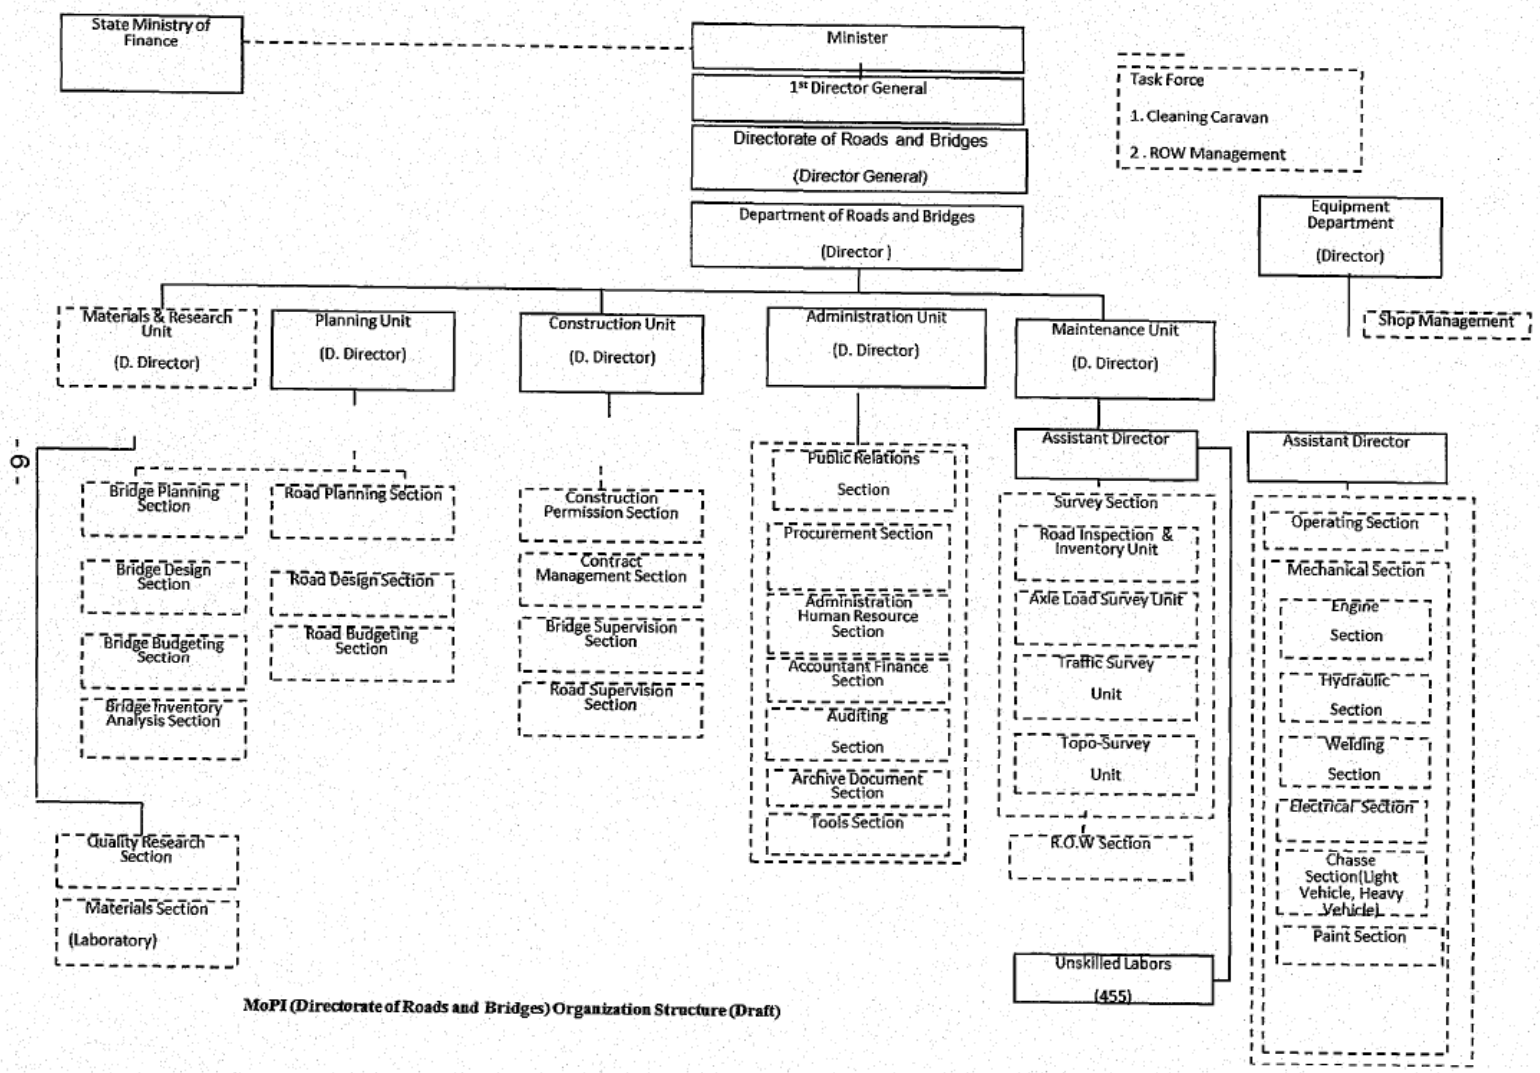 State Ministry of
Finance
Minister
1st Director General
Directorate of Roads and Bridges
(Director General)
Department of Roads and Bridges
(Director )
Task Force
1. Cleaning Caravan
2 . ROW Management
Equipment
Department
(Director)
Shop Management
Materials & Research
Unit
(D. Director)
Planning Unit
(D. Director)
Construction Unit
(D. Director)
Administration Unit
(D. Director)
Maintenance Unit
(D. Director)
- 6 -
Bridge Planning
Section
Bridge Design
Section
Bridge Budgeting
Section
Bridge Inventory
Analysis Section
Road Planning Section
Road Design Section
Road Budgeting
Section
Construction
Permission Section
Contract
Management Section
Bridge Supervision
Section
Road Supervision
Section
Public Relations
Section
Procurement Section
Administration
Human Resource
Section
Accountant Finance
Section
Auditing
Section
Archive Document
Section
Tools Section
Assistant Director
Survey Section
Road Inspection &
Inventory Unit
Axle Load Survey Unit
Traffic Survey
Unit
Topo-Survey
Unit
R.O.W Section
Unskilled Labors
(455)
Assistant Director
Operating Section
Mechanical Section
Engine
Section
Hydraulic
Section
Welding
Section
Electrical Section
Chasse
Section(Light
Vehicle, Heavy
Vehicle)
Paint Section
Quality Research
Section
Materials Section
(Laboratory)
MoPI (Directorate of Roads and Bridges) Organization Structure (Draft)